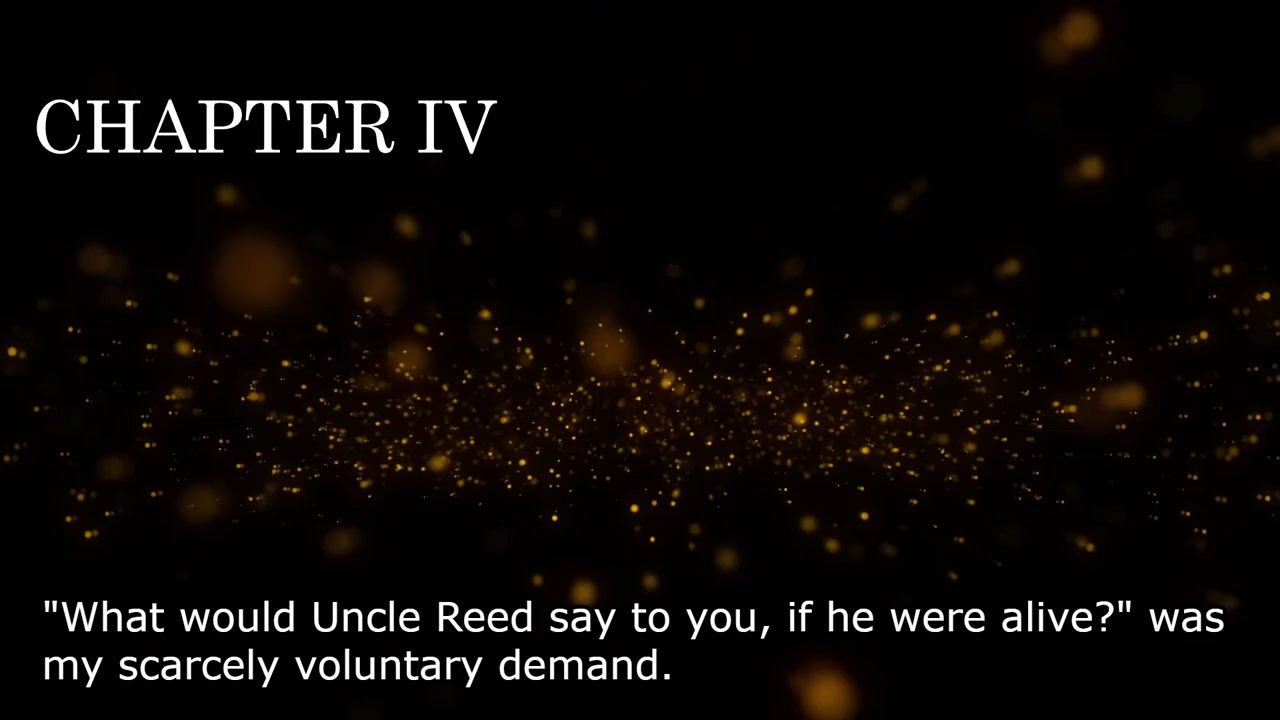 CHAPTER IV
"What would Uncle Reed say to you, if he were alive?" was
my scarcely voluntary demand.